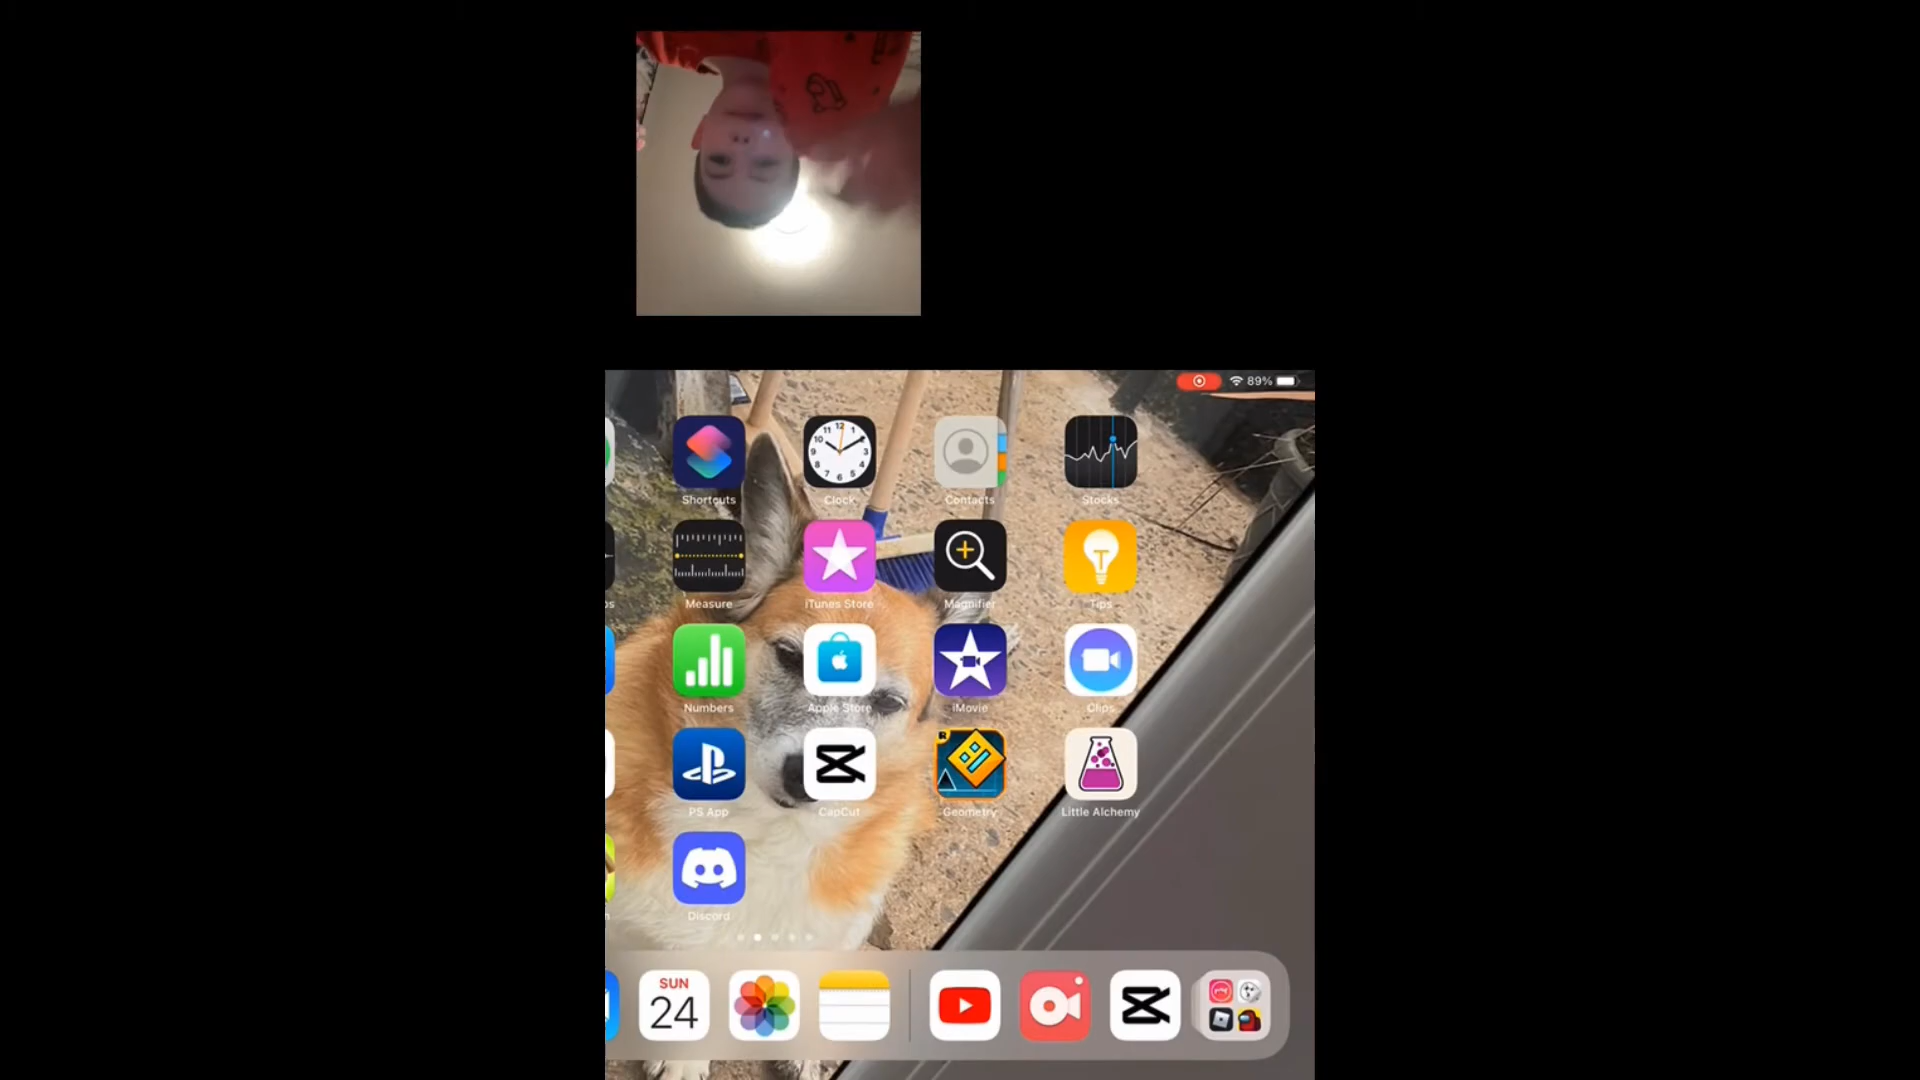 89%
Shortcuts Clock Contacts Stocks
Measure iTunes Store Magnifier Tips
Numbers Apple Store iMovie Clips
PS App CapCut Geometry Little Alchemy
Discord
SUN
24